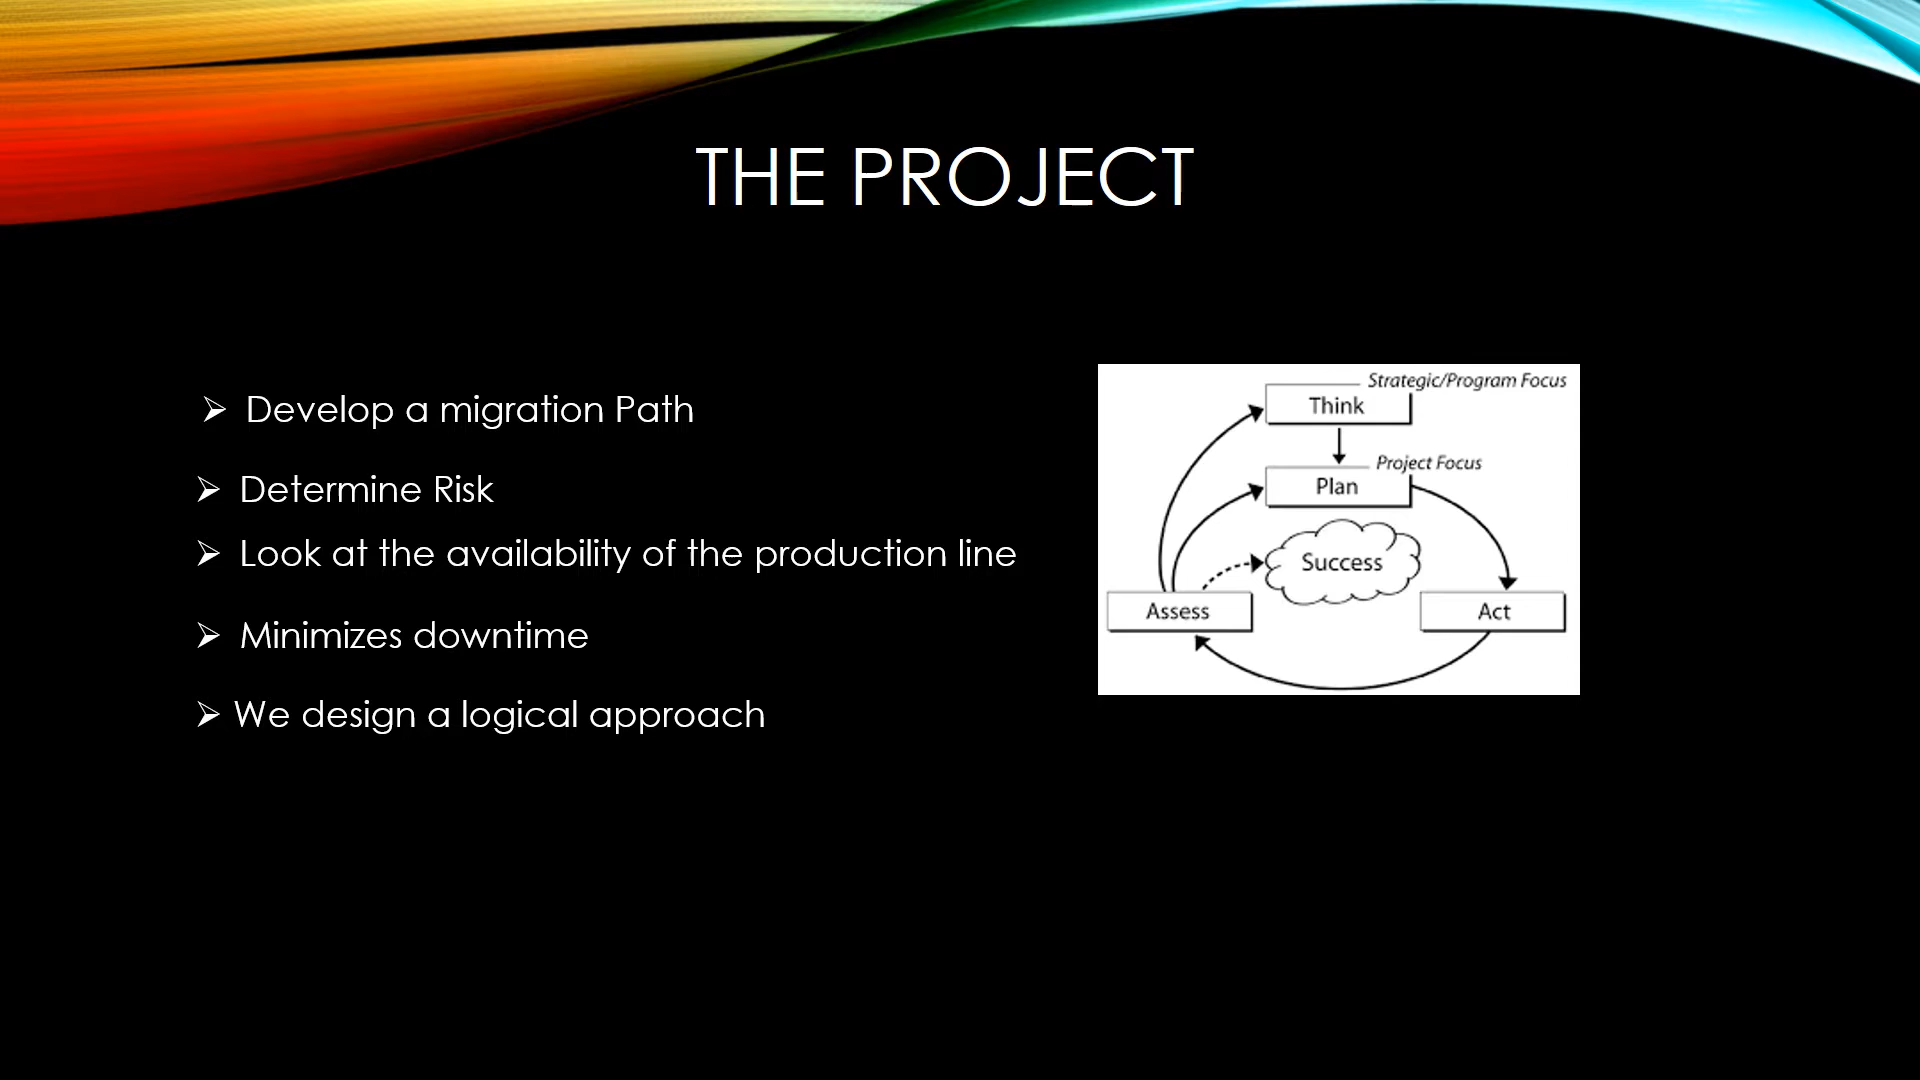 THE PROJECT
Develop a migration Path
Determine Risk
Look at the availability of the production line
Minimizes downtime
We design a logical approach
Strategic/Program Focus
Think
Project Focus
Plan
Success
Assess
Act